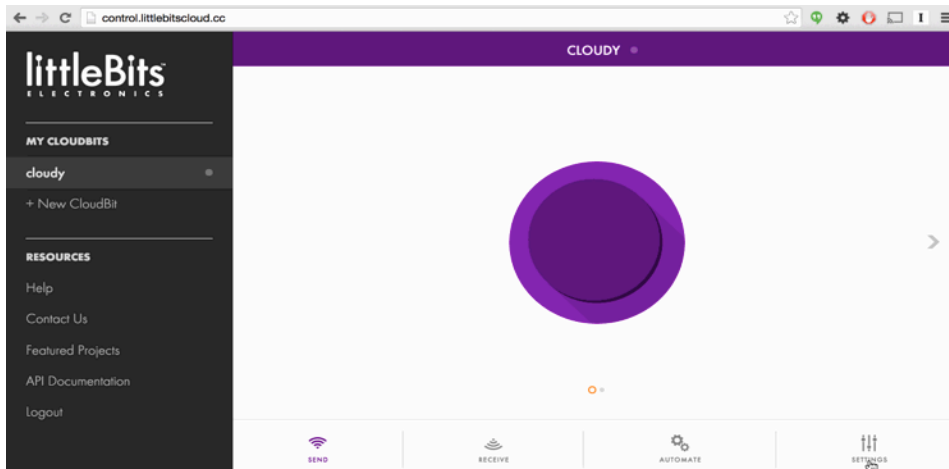 control.littlebitscloud.cc
littleBits
ELECTRONICS
MY CLOUDBITS
cloudy
+ New CloudBit
RESOURCES
Help
Contact Us
Featured Projects
API Documentation
Logout
CLOUDY
SEND
RECEIVE
AUTOMATE
SETTINGS